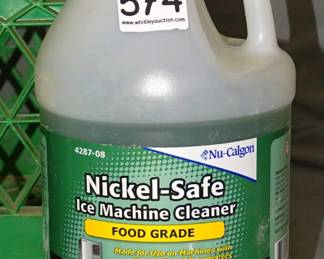 574
www.whitleyauction.com
4287-08
Nu-Calgon
Nickel-Safe
Ice Machine Cleaner
FOOD GRADE
Made for Use on Machines with